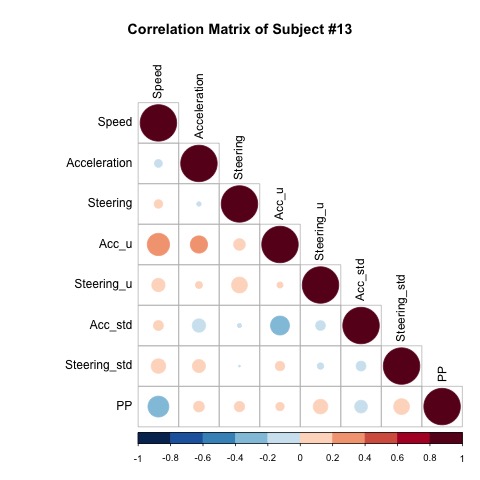 Correlation Matrix of Subject #13
Speed
Acceleration
Steering
Acc_u
Steering_u
Acc_std
Steering_std
PP
Speed
Acceleration
Steering
Acc_u
Steering_u
Acc_std
Steering_std
PP
-1 -0.8 -0.6 -0.4 -0.2 0 0.2 0.4 0.6 0.8 1